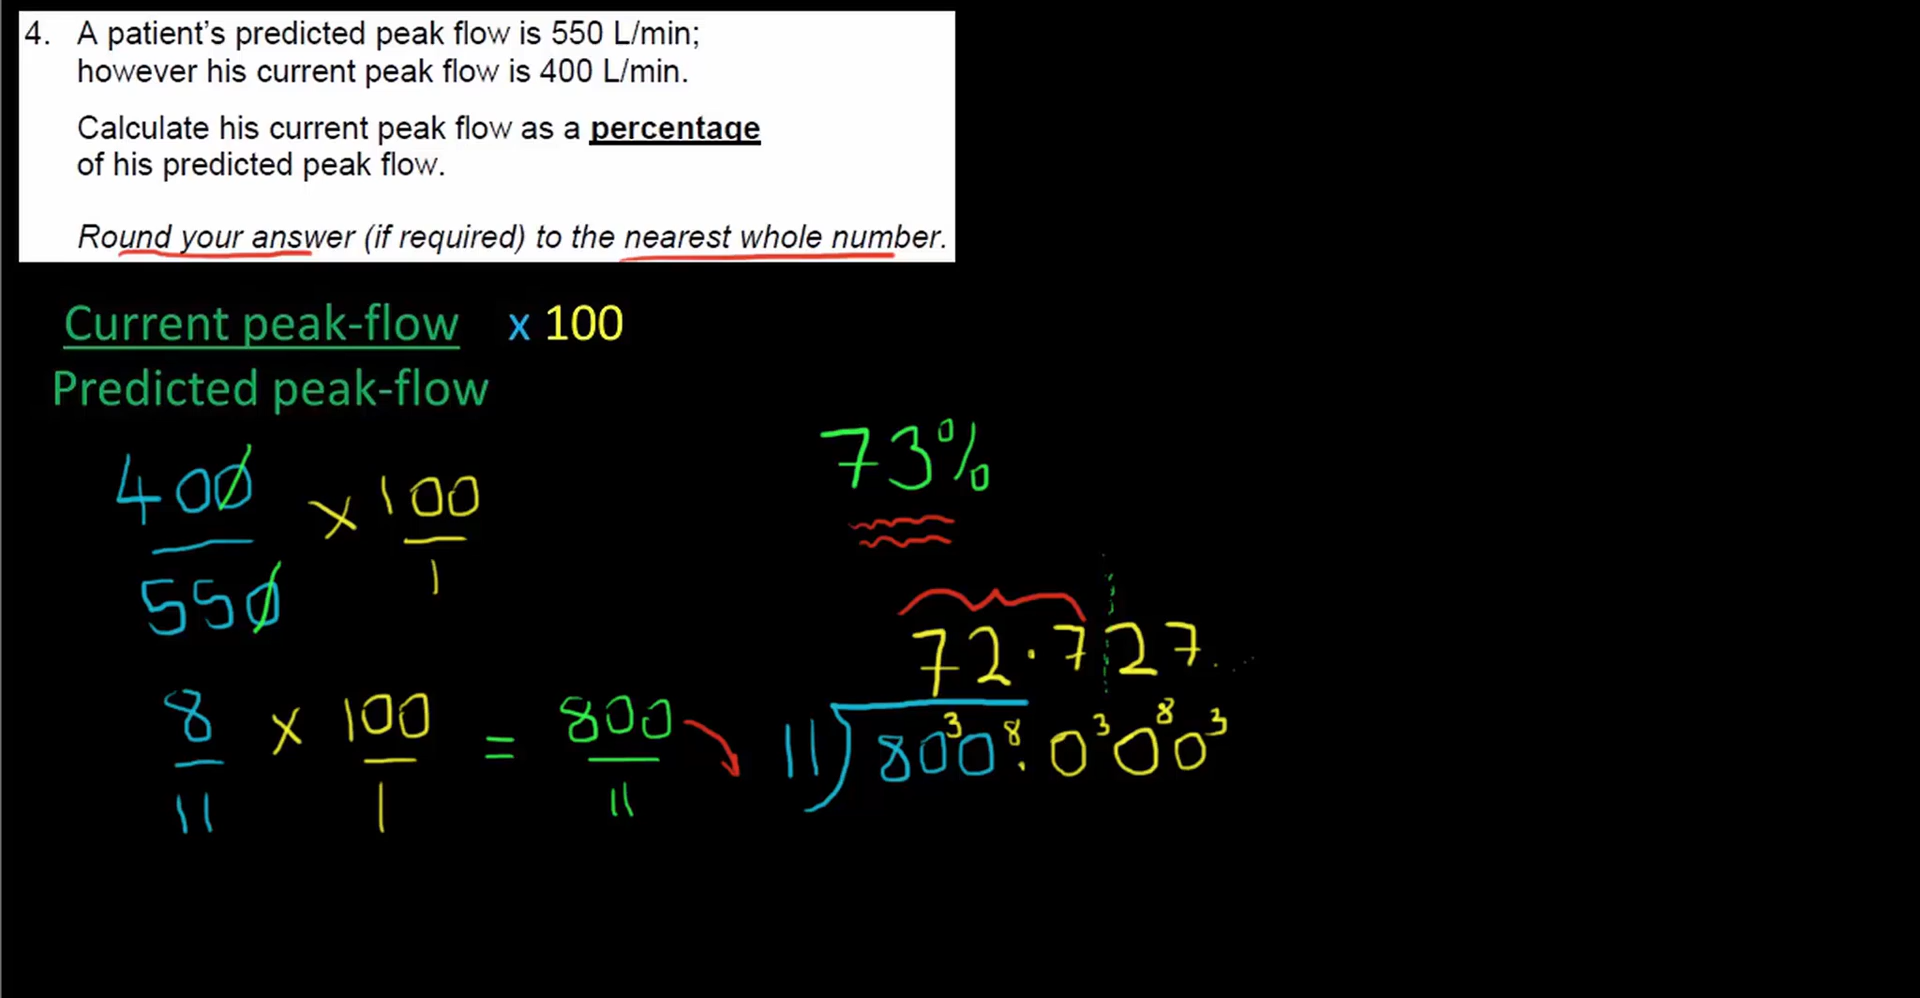 4. A patient's predicted peak flow is 550 L/min;
however his current peak flow is 400 L/min.
Calculate his current peak flow as a percentage
of his predicted peak flow.
Round your answer (if required) to the nearest whole number.
Current peak-flow x 100
Predicted peak-flow
73%
400 × 100
550 1
72.727...
8 × 100 = 800
11 1 11
11) 80³0⁸.0³0⁸0³